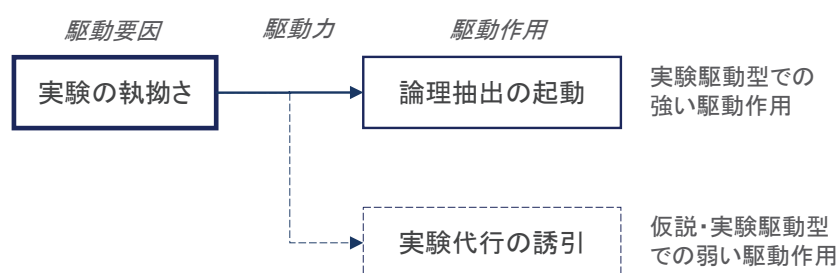 駆動要因
駆動力
駆動作用
実験の執拗さ
論理抽出の起動
実験駆動型での
強い駆動作用
実験代行の誘引
仮説・実験駆動型
での弱い駆動作用